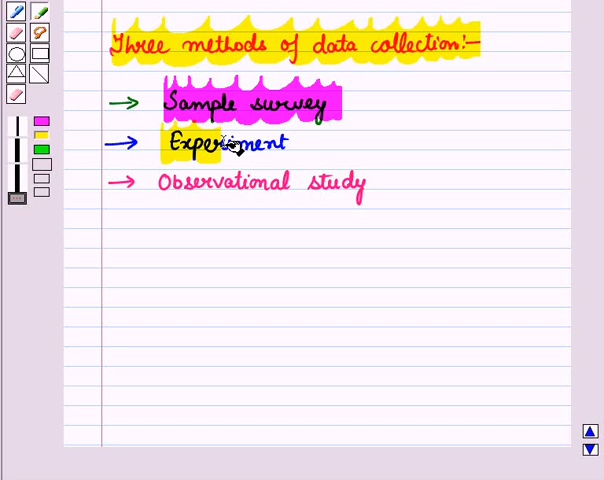 Three methods of data collection:-
→ Sample survey
→ Experiment
→ Observational study